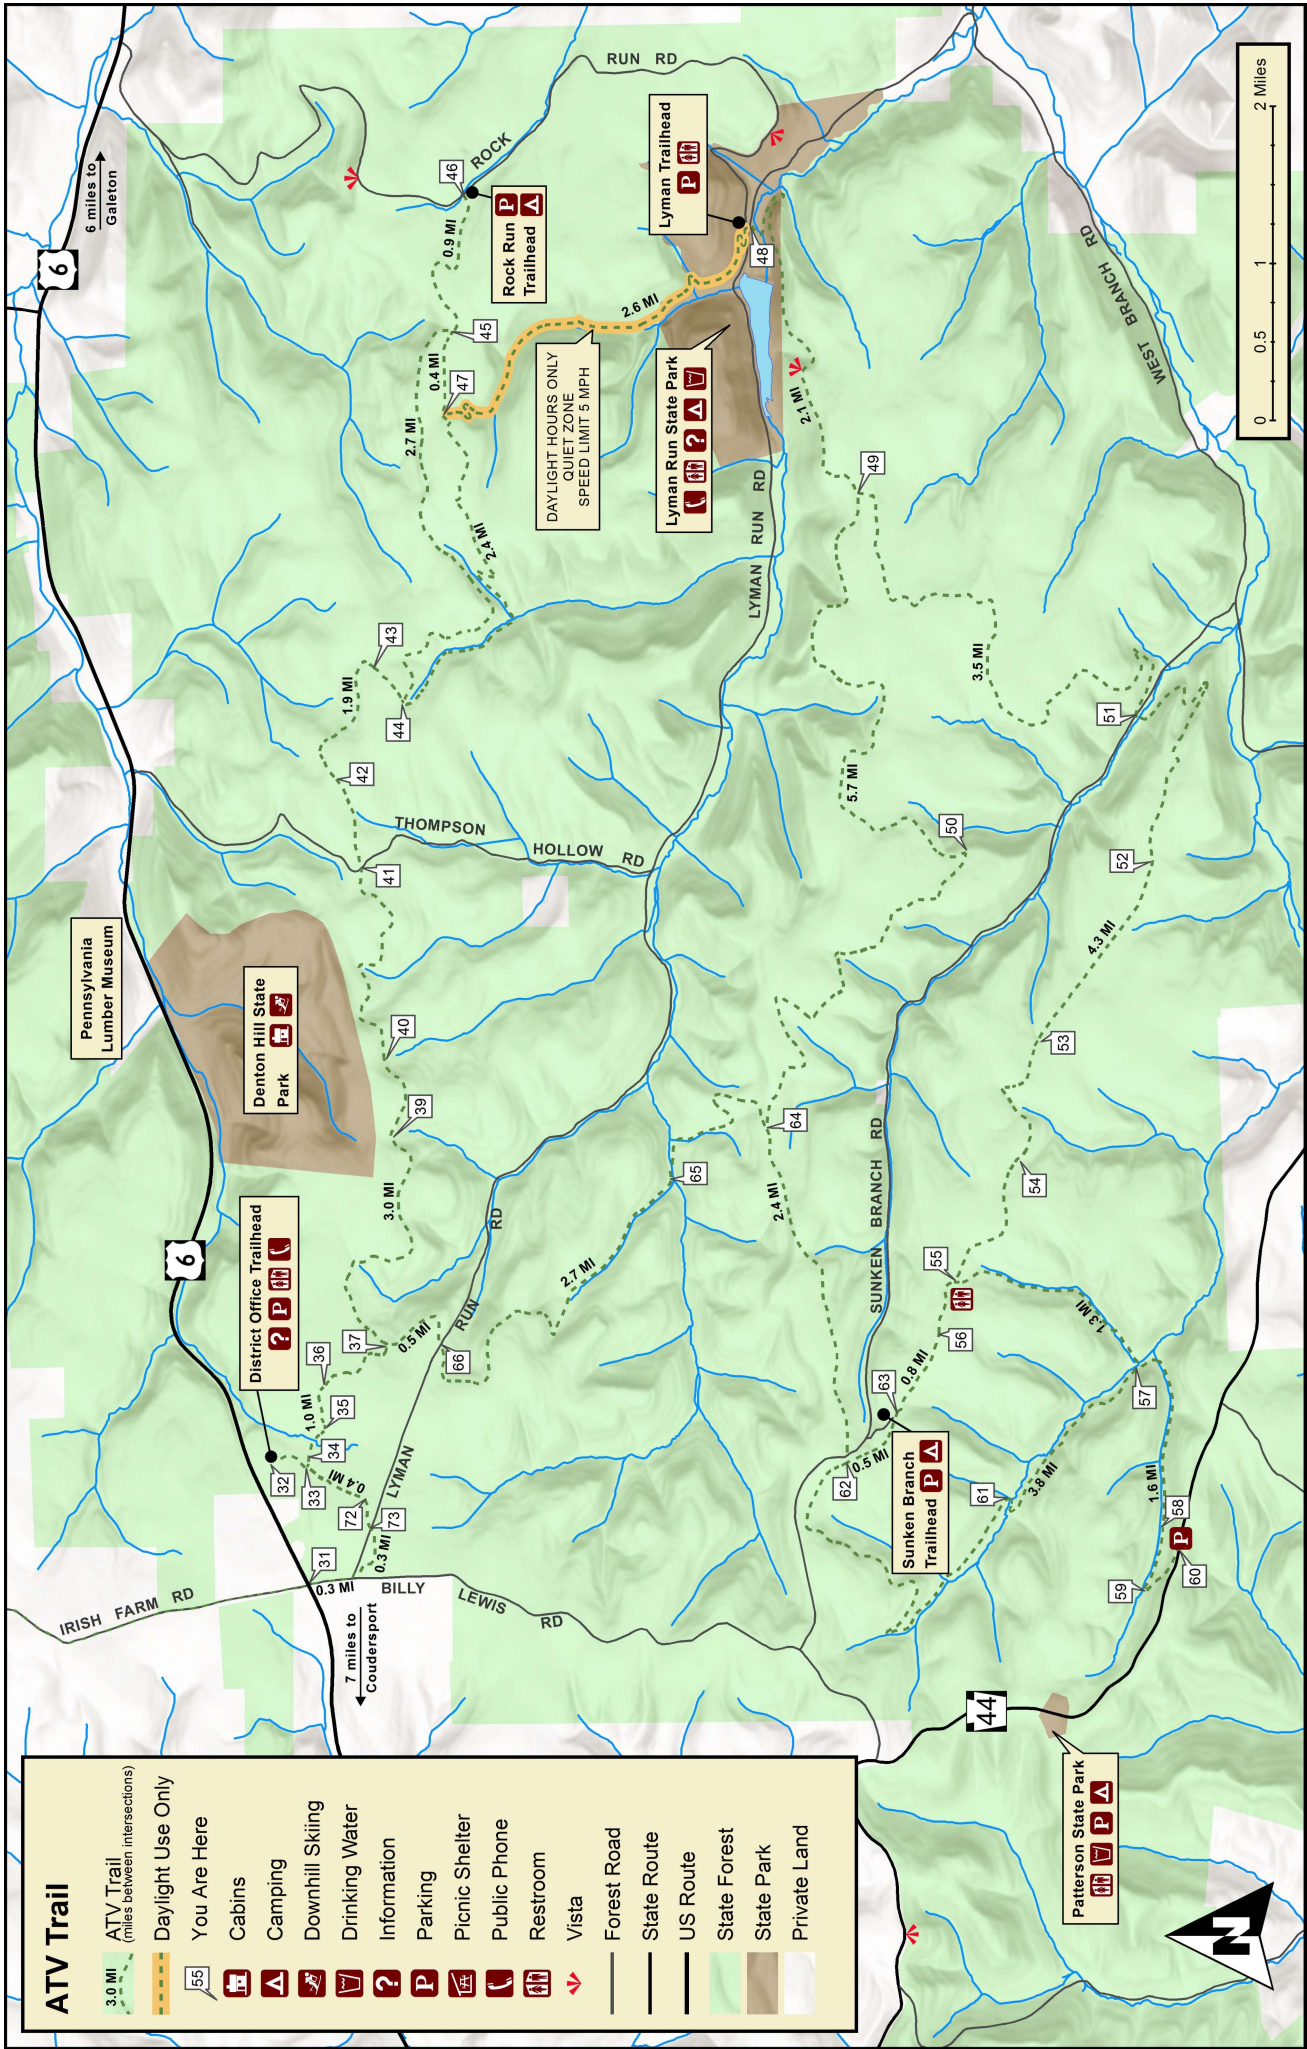 ATV Trail
3.0 MI
ATV Trail
(miles between intersections)
Daylight Use Only
55
You Are Here
Cabins
Camping
Downhill Skiing
Drinking Water
?
Information
P
Parking
Picnic Shelter
Public Phone
Restroom
Vista
Forest Road
State Route
US Route
State Forest
State Park
Private Land
N
IRISH FARM RD
7 miles to
Coudersport
31
0.3 MI
BILLY
LEWIS
RD
6
District Office Trailhead
? P
32
33
34
35
36
37
1.0 MI
0.4 MI
72
73
0.3 MI
LYMAN
RUN
RD
0.5 MI
66
3.0 MI
39
40
Denton Hill State
Park
Pennsylvania
Lumber Museum
41
THOMPSON
HOLLOW
RD
42
1.9 MI
43
44
2.7 MI
2.4 MI
0.4 MI
47
45
0.9 MI
46
ROCK
RUN RD
Rock Run
Trailhead
P
6
6 miles to
Galeton
DAYLIGHT HOURS ONLY
QUIET ZONE
SPEED LIMIT 5 MPH
2.6 MI
Lyman Trailhead
P
48
Lyman Run State Park
?
LYMAN RUN RD
2.1 MI
49
3.5 MI
5.7 MI
50
51
52
4.3 MI
53
54
55
56
0.8 MI
63
Sunken Branch
Trailhead
P
0.5 MI
62
SUNKEN BRANCH RD
2.4 MI
64
65
2.7 MI
1.3 MI
57
3.8 MI
61
1.6 MI
58
P
59
60
44
Patterson State Park
P
WEST BRANCH RD
0
0.5
1
2 Miles